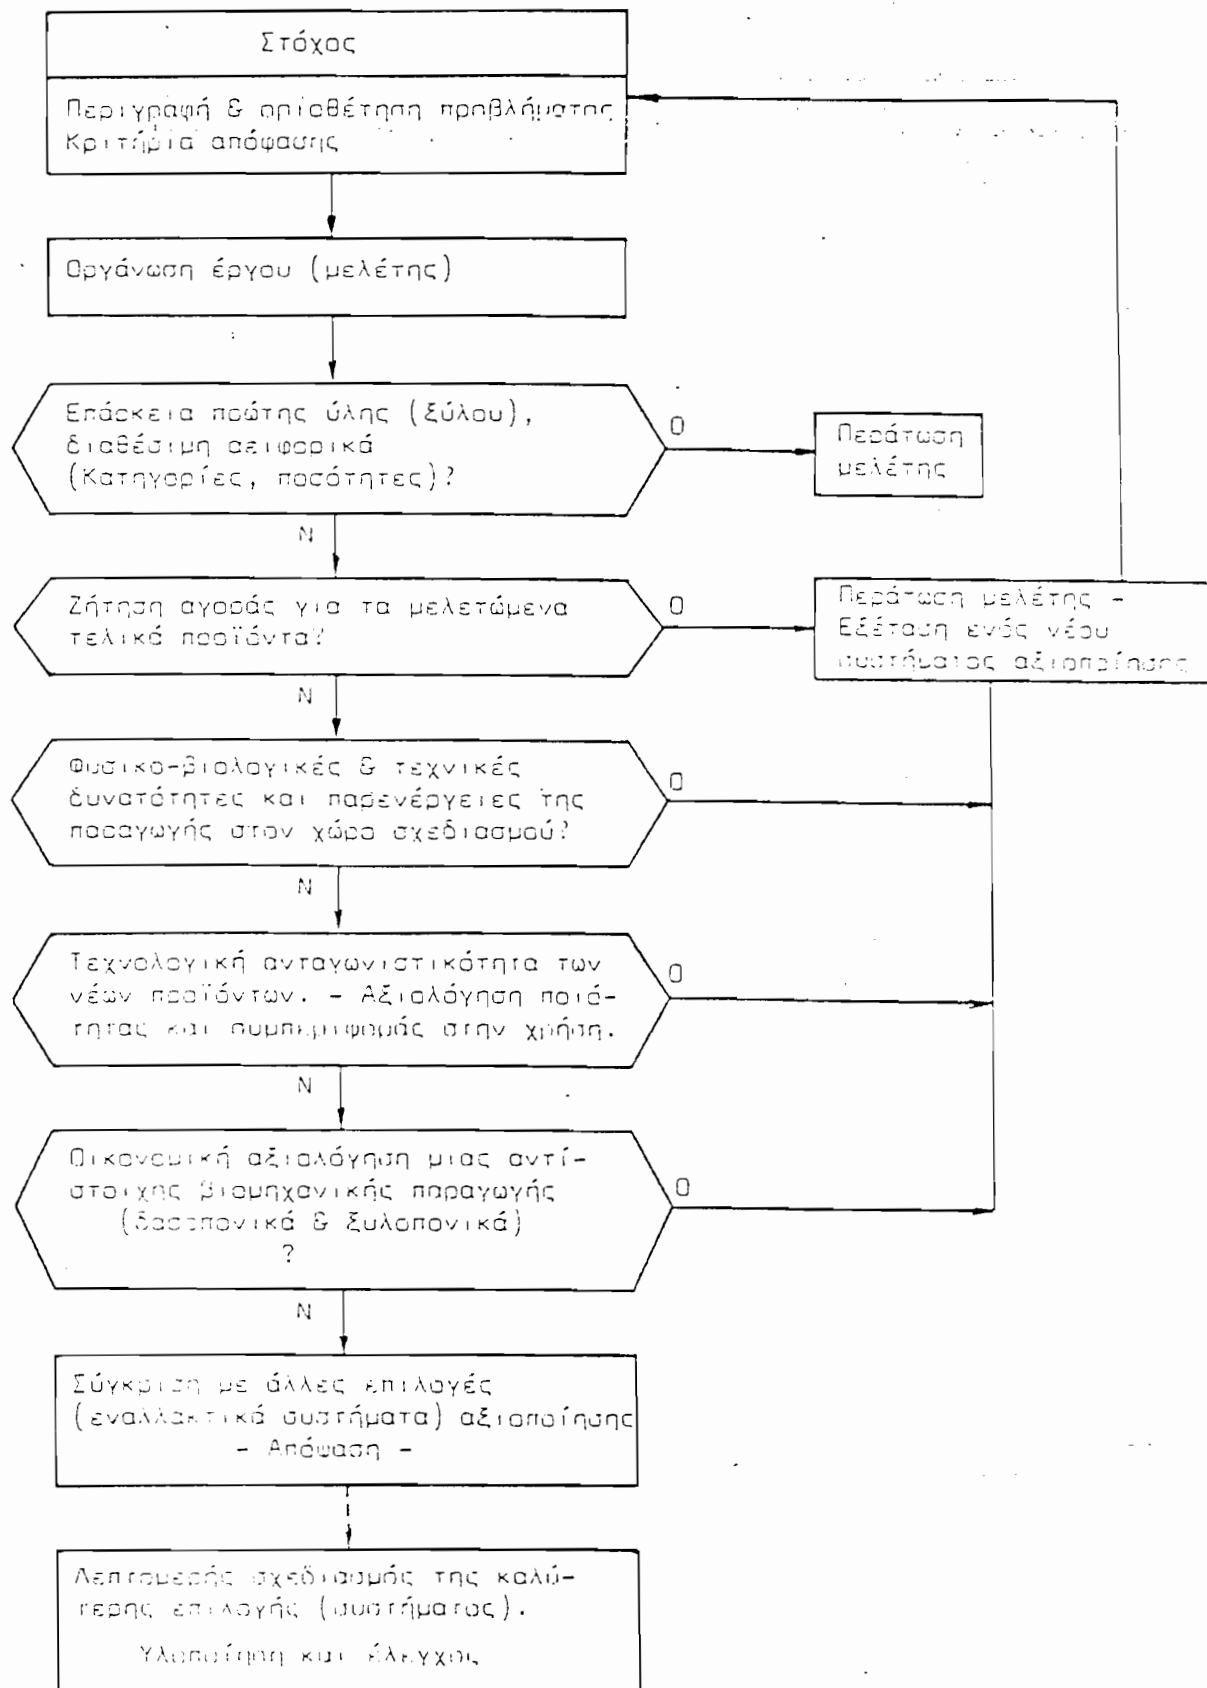 Στόχος
Περιγραφή & οριοθέτηση προβλήματος
Κριτήρια απόφασης
Οργάνωση έργου (μελέτης)
Επάρκεια πρώτης ύλης (ξύλου),
διαθέσιμη αειφορικά
(Κατηγορίες, ποσότητες)?
Ο
Περάτωση
μελέτης
Ν
Ζήτηση αγοράς για τα μελετώμενα
τελικά προϊόντα?
Ο
Περάτωση μελέτης –
Εξέταση ενός νέου
συστήματος αξιοποίησης
Ν
Φυσικο-βιολογικές & τεχνικές
δυνατότητες και παρενέργειες της
παραγωγής στον χώρο σχεδιασμού?
Ο
Ν
Τεχνολογική ανταγωνιστικότητα των
νέων προϊόντων. – Αξιολόγηση ποιό-
τητας και συμπεριφοράς στην χρήση.
Ο
Ν
Οικονομική αξιολόγηση μιας αντί-
στοιχης βιομηχανικής παραγωγής
(δασοπονικά & ξυλοπονικά)
?
Ο
Ν
Σύγκριση με άλλες επιλογές
(εναλλακτικά συστήματα) αξιοποίησης
– Απόφαση –
Λεπτομερής σχεδιασμός της καλύ-
τερης επιλογής (συστήματος).
Υλοποίηση και έλεγχος